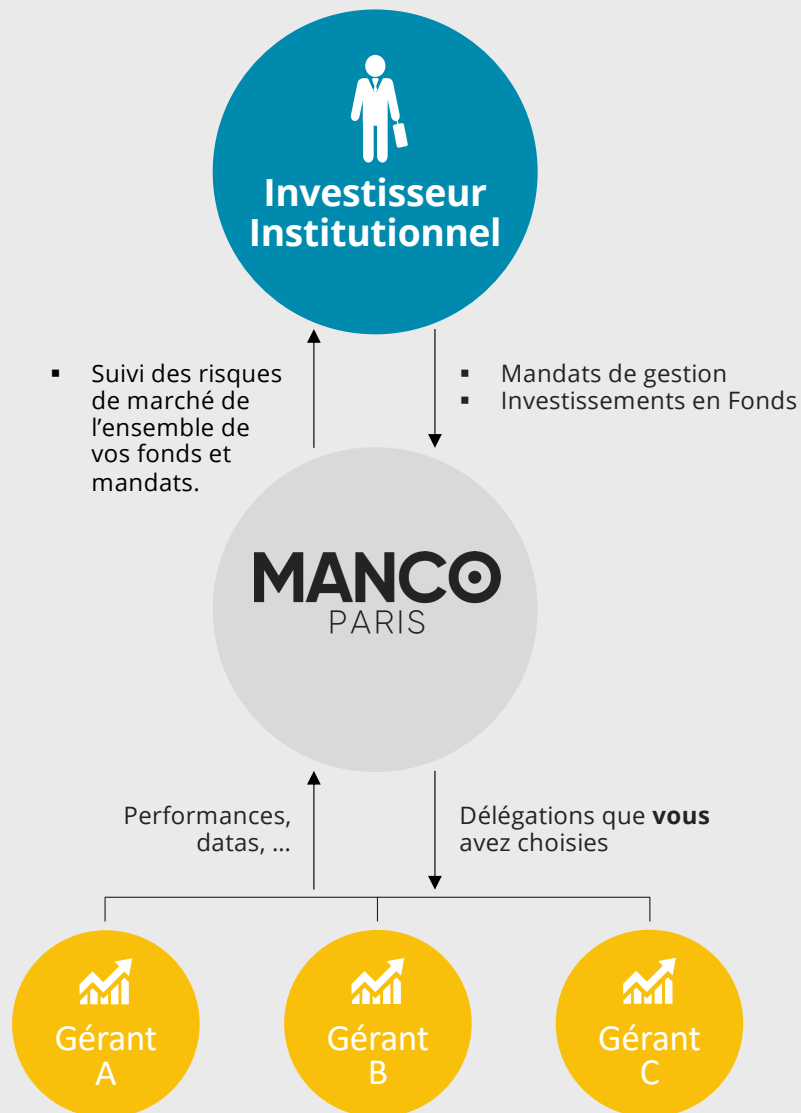 Investisseur
Institutionnel
▪ Suivi des risques
de marché de
l’ensemble de
vos fonds et
mandats.
▪ Mandats de gestion
▪ Investissements en Fonds
MANCO
PARIS
Performances,
datas, ...
Délégations que vous
avez choisies
Gérant
A
Gérant
B
Gérant
C